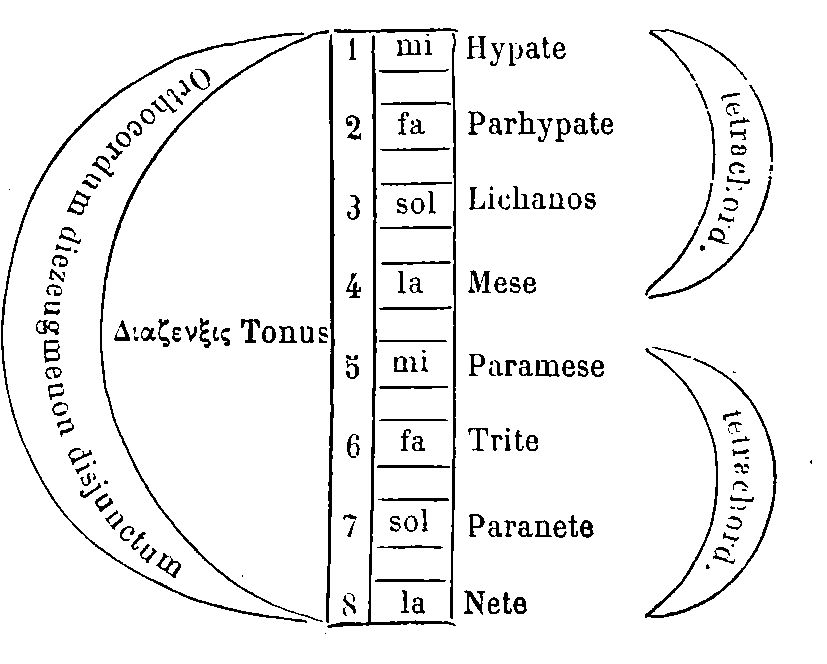 Orthocordum diezeugmenon disjunctum
Διαζενξις Tonus
1 mi Hypate
2 fa Parhypate
3 sol Lichanos
4 la Mese
5 mi Paramese
6 fa Trite
7 sol Paranete
8 la Nete
tetrachord.
tetrachord.